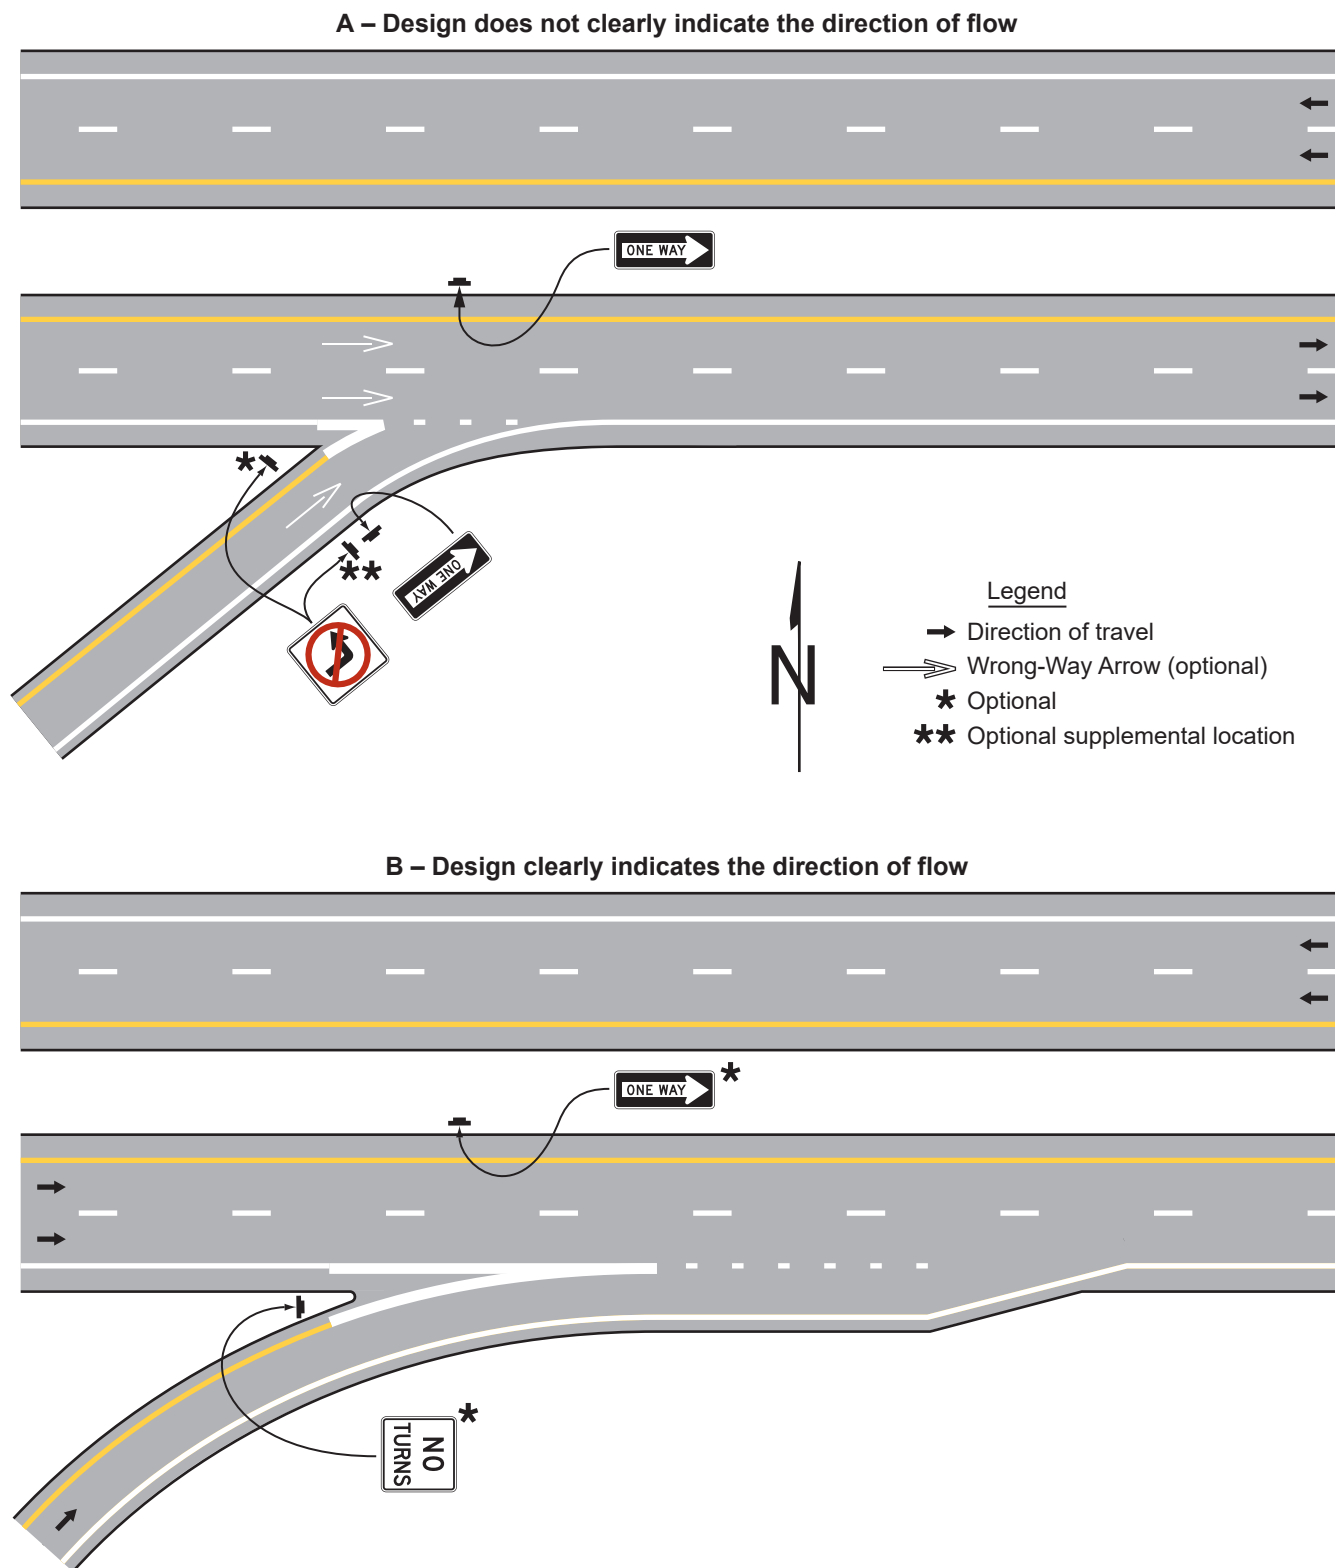 A – Design does not clearly indicate the direction of flow
ONE WAY
*
**
ONE WAY
N
Legend
Direction of travel
Wrong-Way Arrow (optional)
* Optional
** Optional supplemental location
B – Design clearly indicates the direction of flow
ONE WAY *
NO
TURNS
*